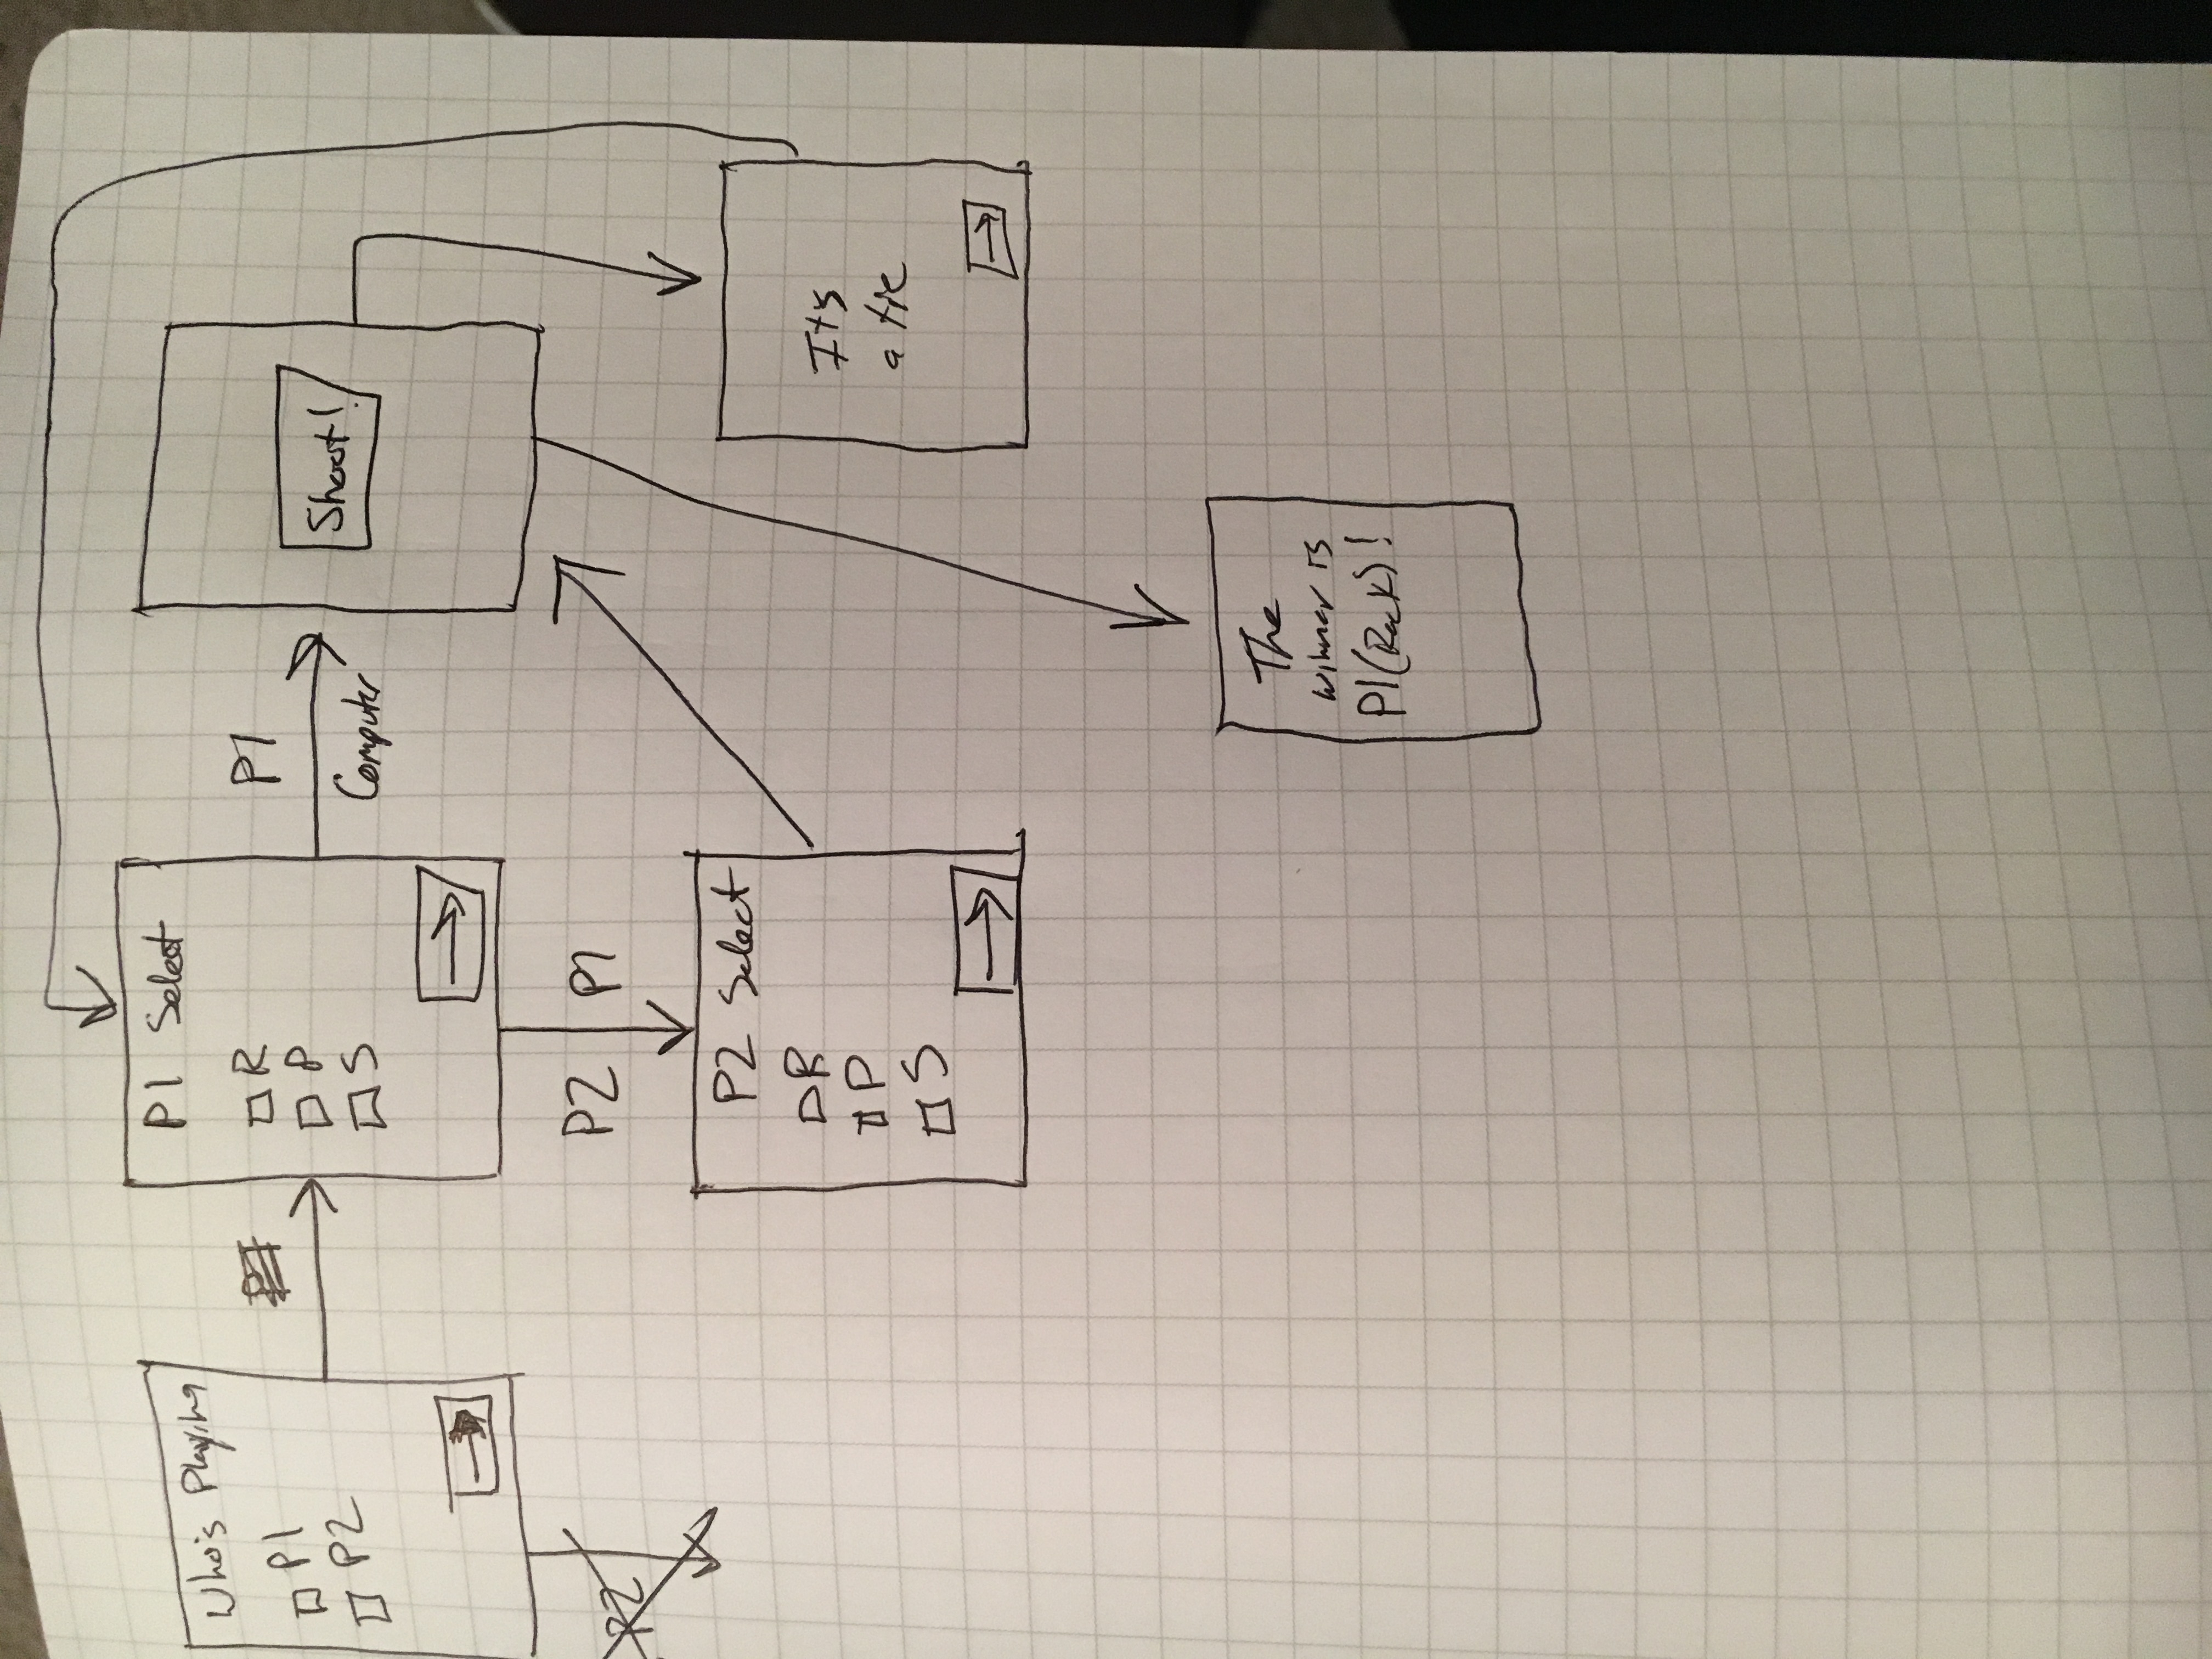 Who's Playing
P1
P2
P2
P1 Select
R
P
S
P1
Computer
Shoot!
P2
P1
P2 Select
R
P
S
Its
a tie
The
winner is
P1(Rock)!